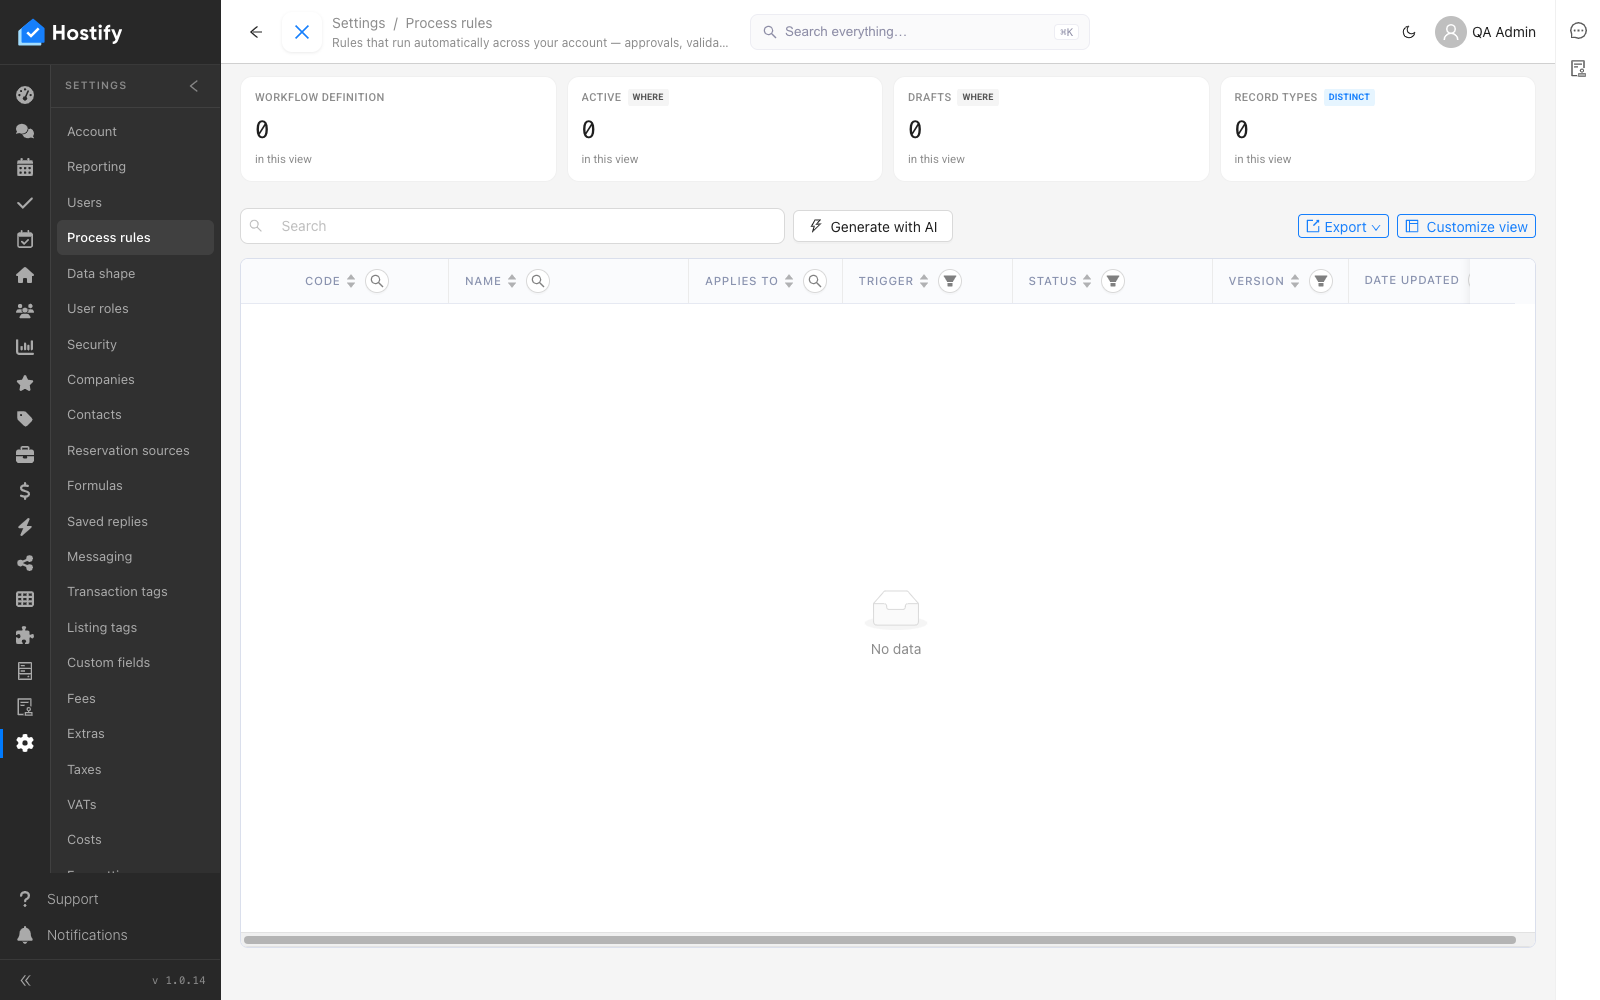 Hostify
SETTINGS
Account
Reporting
Users
Process rules
Data shape
User roles
Security
Companies
Contacts
Reservation sources
Formulas
Saved replies
Messaging
Transaction tags
Listing tags
Custom fields
Fees
Extras
Taxes
VATs
Costs
Support
Notifications
v 1.0.14
Settings / Process rules
Rules that run automatically across your account — approvals, valida...
Search everything...
⌘K
QA Admin
WORKFLOW DEFINITION
0
in this view
ACTIVE WHERE
0
in this view
DRAFTS WHERE
0
in this view
RECORD TYPES DISTINCT
0
in this view
Search
Generate with AI
Export
Customize view
CODE NAME APPLIES TO TRIGGER STATUS VERSION DATE UPDATED
No data